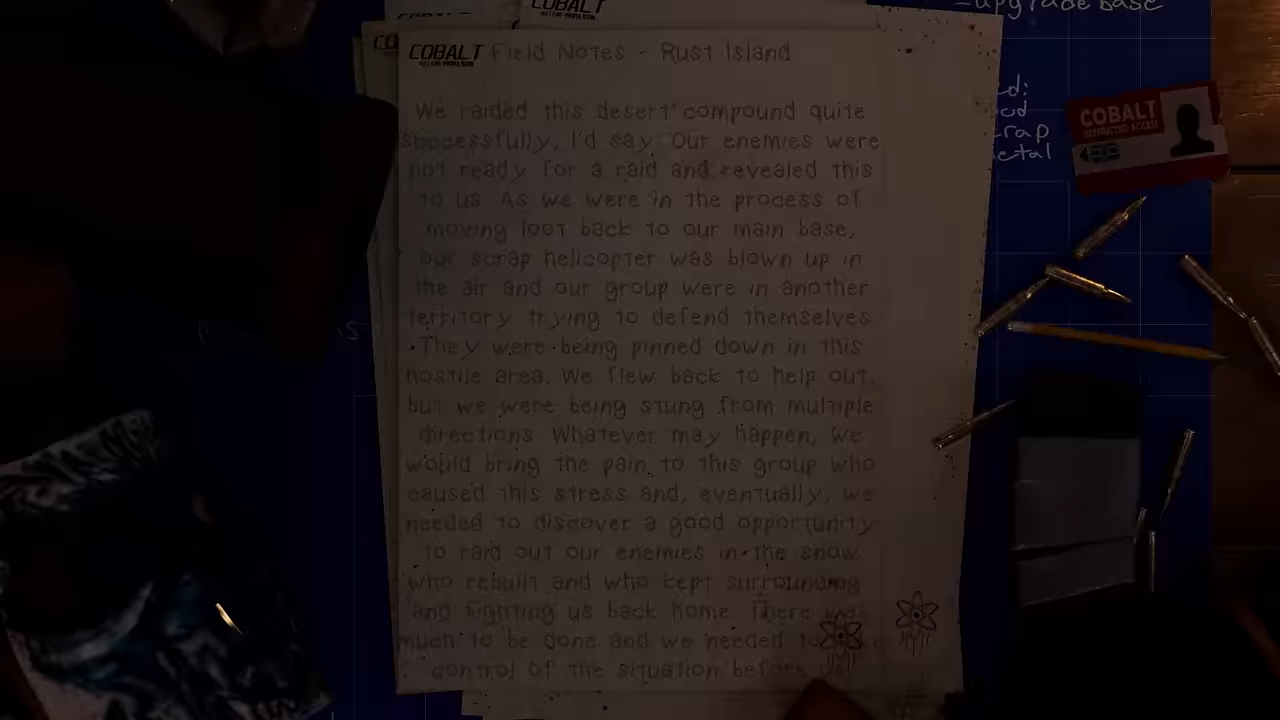 COBALT
=upgrade base
COBALT Field Notes - Rust Island
We raided this desert compound quite
successfully, I'd say. Our enemies were
not ready for a raid and revealed this
to us. As we were in the process of
moving loot back to our main base,
our scrap helicopter was blown up in
the air and our group were in another
territory trying to defend themselves
. They were being pinned down in this
hostile area. We flew back to help out,
but we were being stung from multiple
directions. Whatever may happen, we
would bring the pain to this group who
caused this stress and, eventually, we
needed to discover a good opportunity
to raid out our enemies in the snow
who rebuilt and who kept surrounding
and fighting us back home. There
much to be done and we needed to
control of the situation before
COBALT
RESTRICTED ACCESS